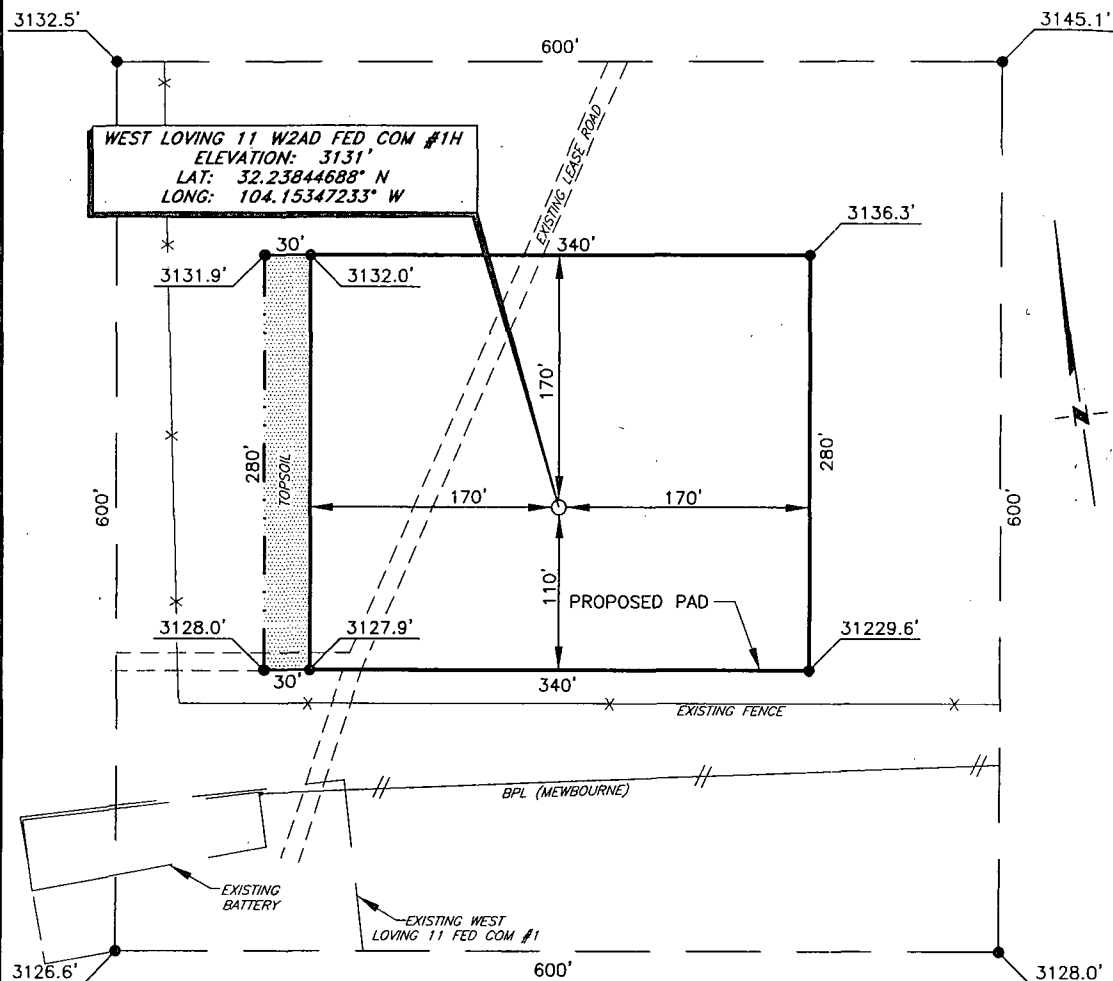 3132.5'
3145.1'
600'
WEST LOVING 11 W2AD FED COM #1H
ELEVATION: 3131'
LAT: 32.23844688° N
LONG: 104.15347233° W
EXISTING LEASE ROAD
3136.3'
30'
340'
3131.9'
3132.0'
170'
N
280'
TOPSOIL
280'
600'
170'
170'
600'
110'
PROPOSED PAD
3128.0'
3127.9'
31229.6'
30'
340'
EXISTING FENCE
BPL (MEWBOURNE)
EXISTING
BATTERY
EXISTING WEST
LOVING 11 FED COM #1
3126.6'
600'
3128.0'